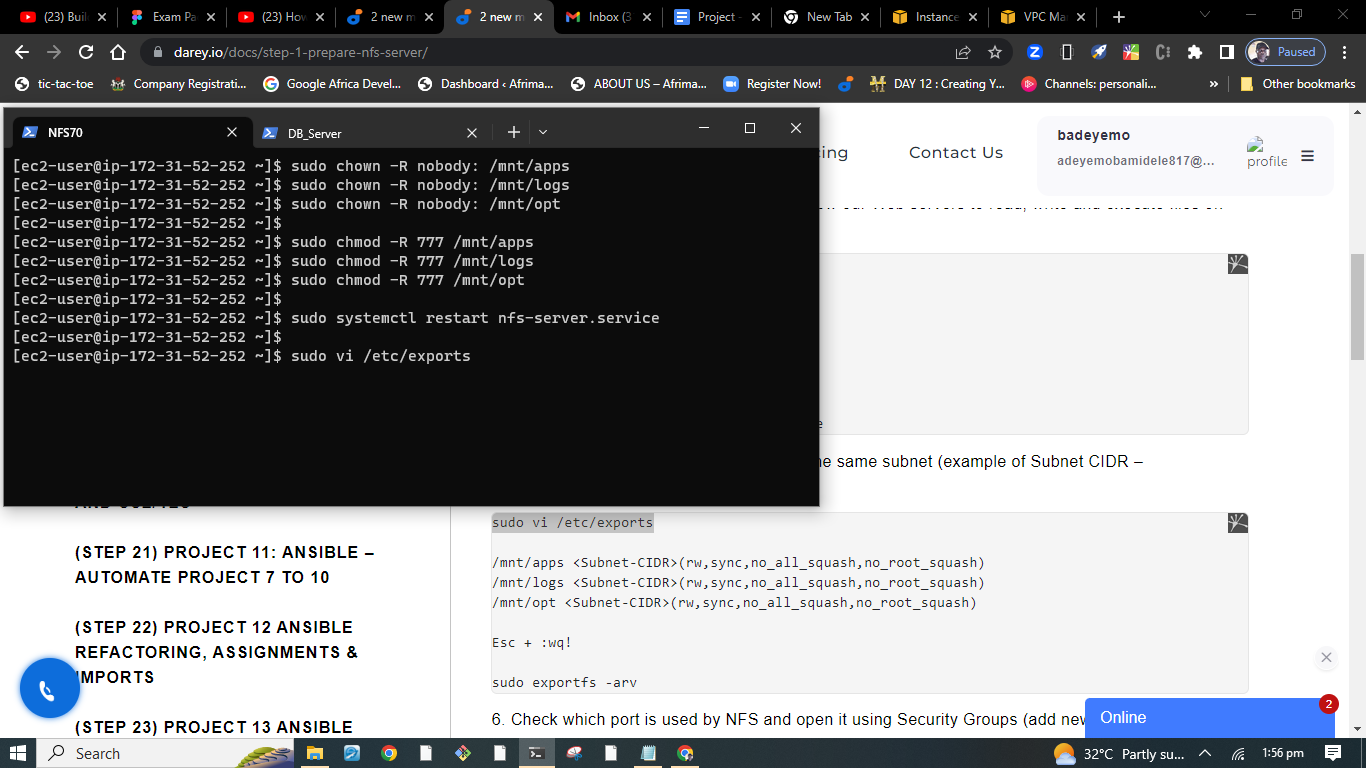 (23) Buil
Exam Pa
(23) How
2 new m
2 new m
Inbox (3
Project -
New Tab
Instance
VPC Ma
darey.io/docs/step-1-prepare-nfs-server/
Paused
tic-tac-toe
Company Registrati...
Google Africa Devel...
Dashboard ‹ Afrima...
ABOUT US – Afrima...
Register Now!
DAY 12 : Creating Y...
Channels: personali...
»
Other bookmarks
NFS70
DB_Server
[ec2-user@ip-172-31-52-252 ~]$ sudo chown -R nobody: /mnt/apps
[ec2-user@ip-172-31-52-252 ~]$ sudo chown -R nobody: /mnt/logs
[ec2-user@ip-172-31-52-252 ~]$ sudo chown -R nobody: /mnt/opt
[ec2-user@ip-172-31-52-252 ~]$
[ec2-user@ip-172-31-52-252 ~]$ sudo chmod -R 777 /mnt/apps
[ec2-user@ip-172-31-52-252 ~]$ sudo chmod -R 777 /mnt/logs
[ec2-user@ip-172-31-52-252 ~]$ sudo chmod -R 777 /mnt/opt
[ec2-user@ip-172-31-52-252 ~]$
[ec2-user@ip-172-31-52-252 ~]$ sudo systemctl restart nfs-server.service
[ec2-user@ip-172-31-52-252 ~]$
[ec2-user@ip-172-31-52-252 ~]$ sudo vi /etc/exports
cing
Contact Us
badeyemo
adeyemobamidele817@...
profile
e same subnet (example of Subnet CIDR –
(STEP 21) PROJECT 11: ANSIBLE –
AUTOMATE PROJECT 7 TO 10
(STEP 22) PROJECT 12 ANSIBLE
REFACTORING, ASSIGNMENTS &
IMPORTS
(STEP 23) PROJECT 13 ANSIBLE
sudo vi /etc/exports
/mnt/apps <Subnet-CIDR>(rw,sync,no_all_squash,no_root_squash)
/mnt/logs <Subnet-CIDR>(rw,sync,no_all_squash,no_root_squash)
/mnt/opt <Subnet-CIDR>(rw,sync,no_all_squash,no_root_squash)
Esc + :wq!
sudo exportfs -arv
6. Check which port is used by NFS and open it using Security Groups (add new
Online
2
Search
32°C Partly su...
1:56 pm